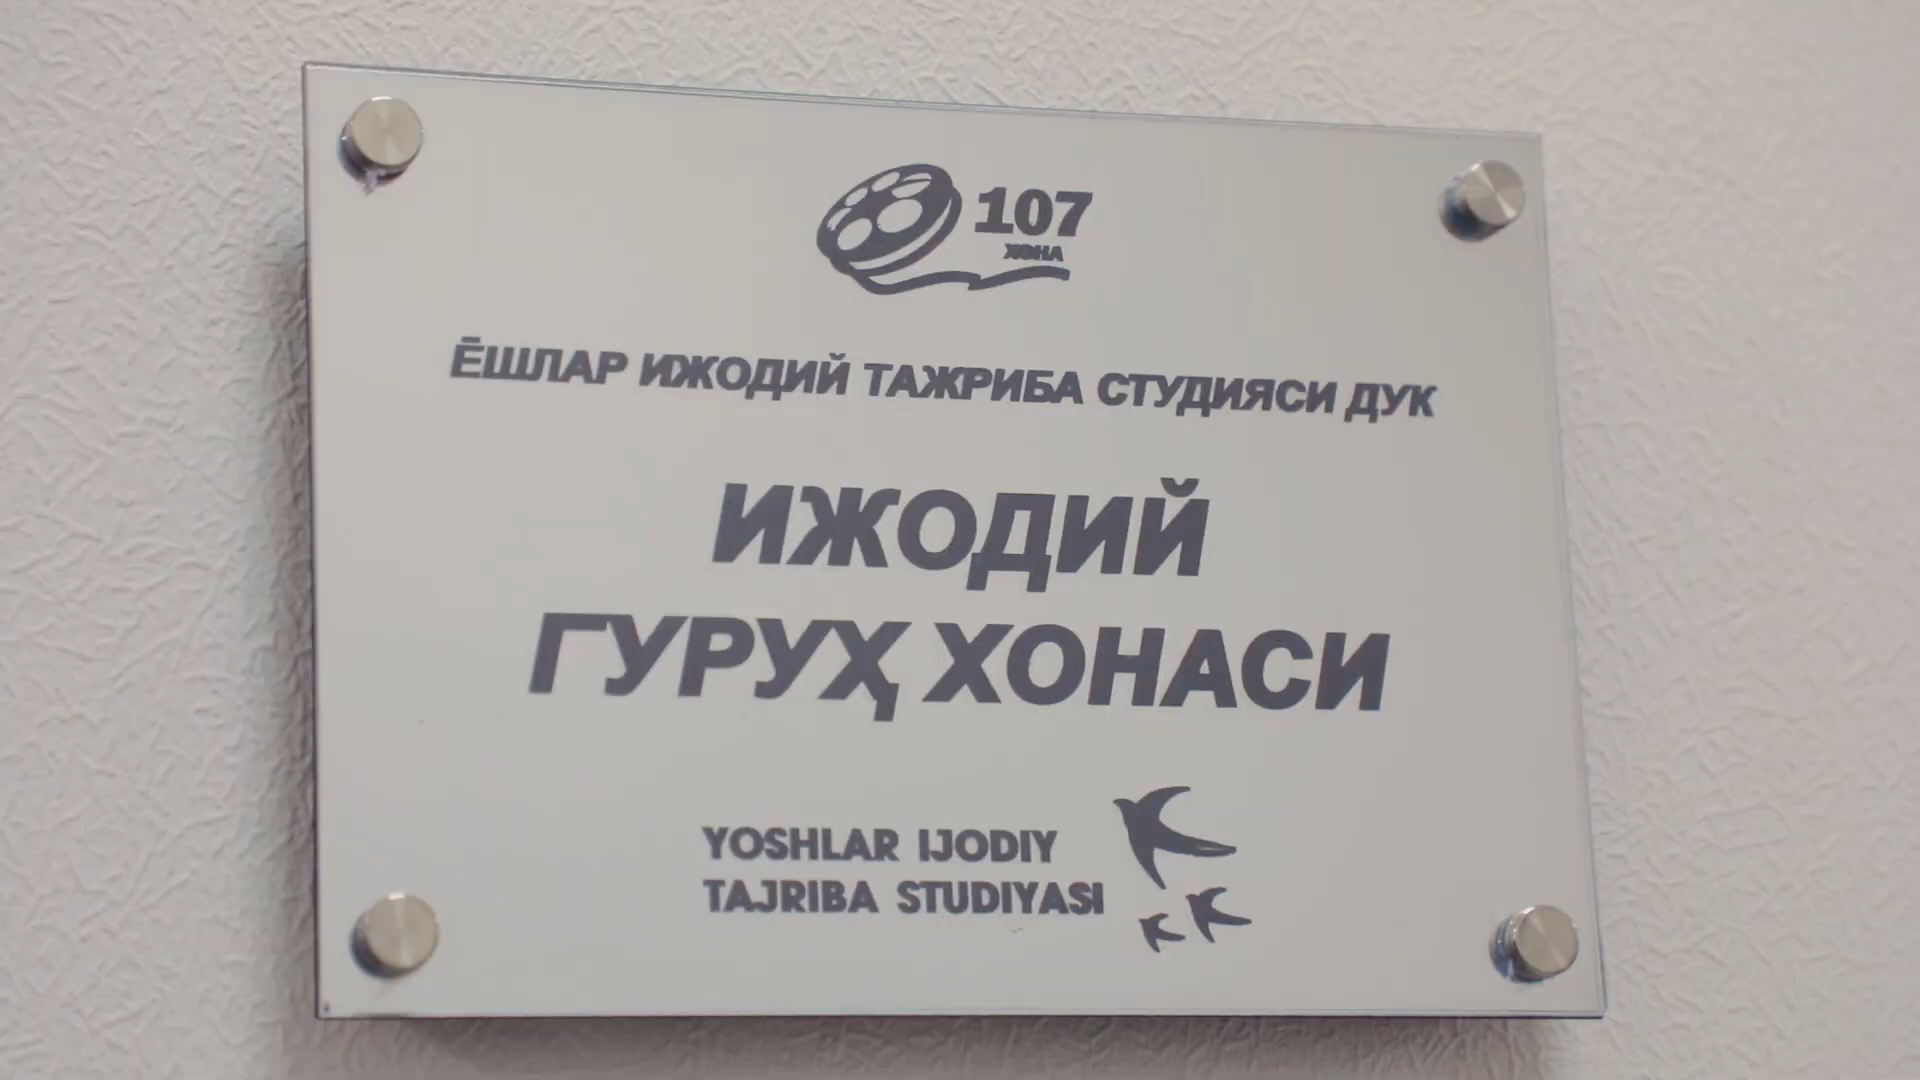 107
ХОНА
ЁШЛАР ИЖОДИЙ ТАЖРИБА СТУДИЯСИ ДУК
ИЖОДИЙ
ГУРУҲ ХОНАСИ
YOSHLAR IJODIY
TAJRIBA STUDIYASI